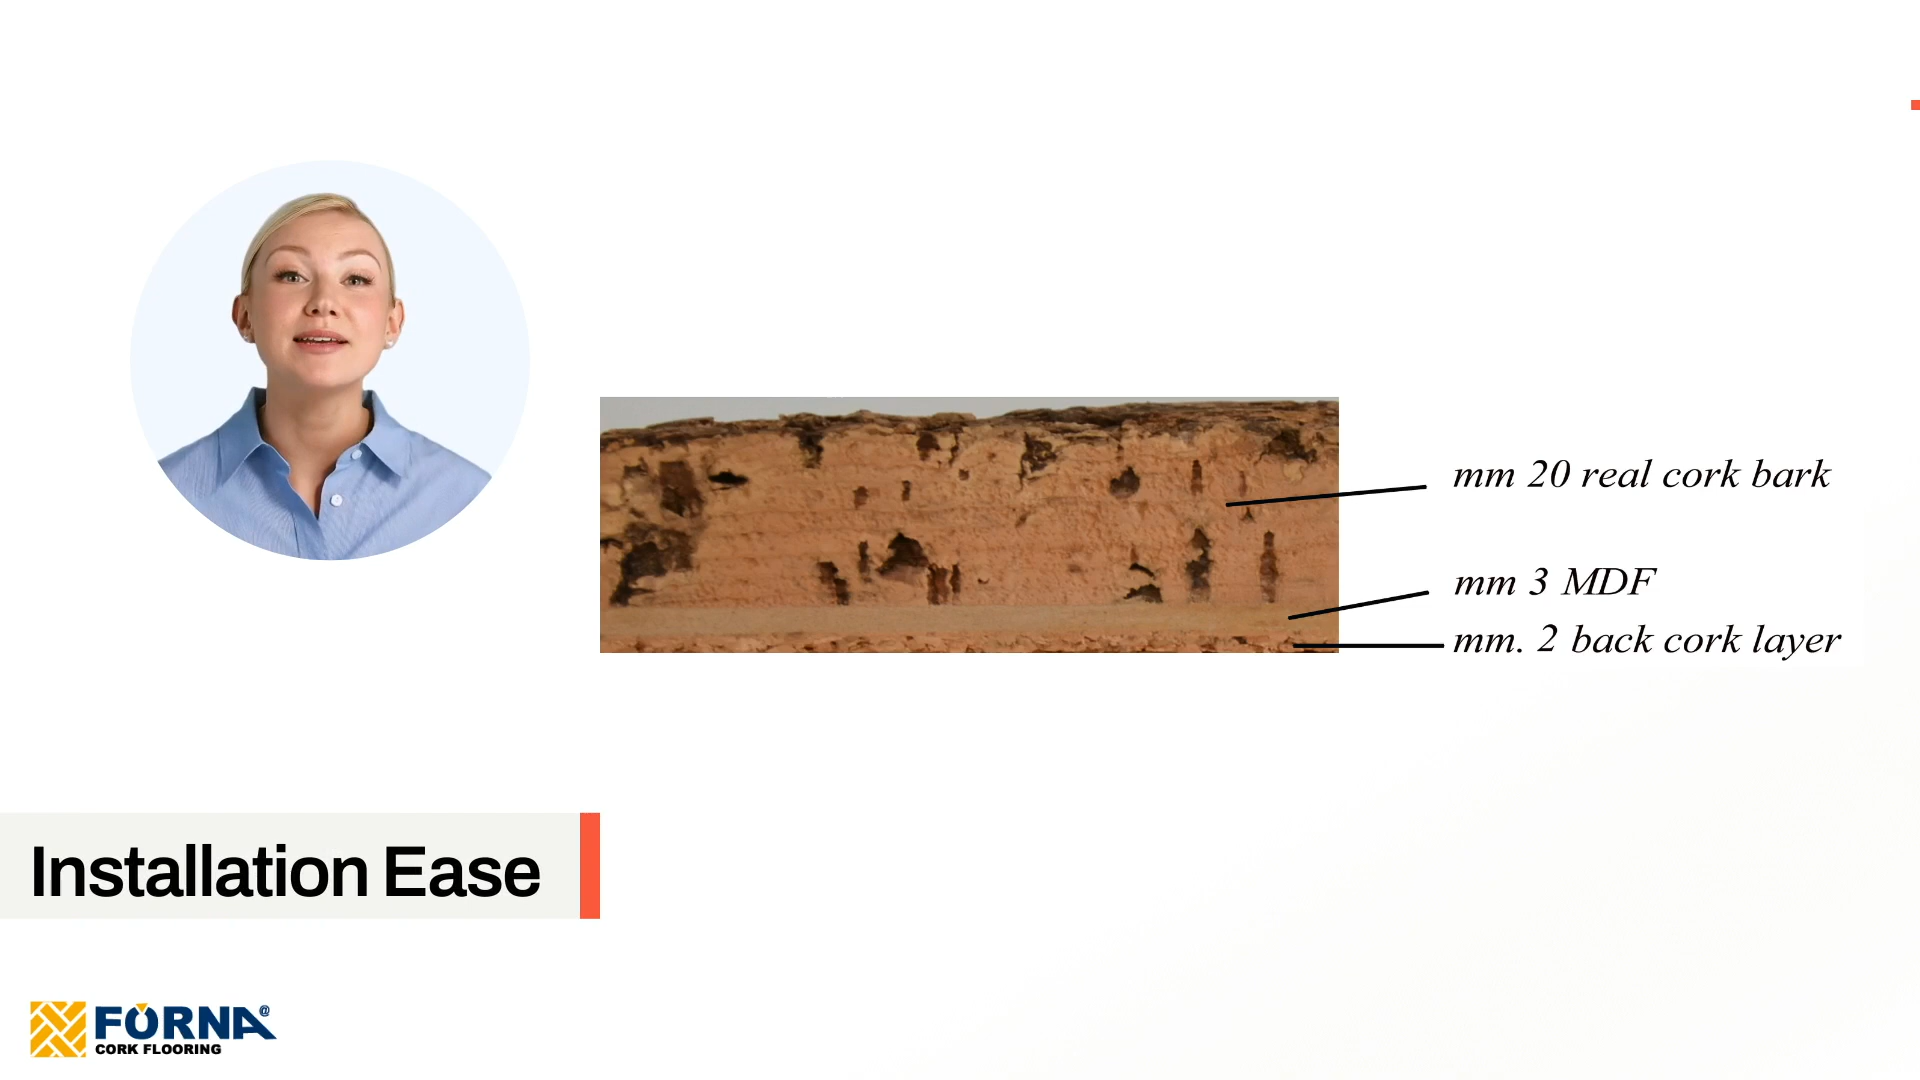 mm 20 real cork bark
mm 3 MDF
mm. 2 back cork layer
Installation Ease
FORNA@
CORK FLOORING